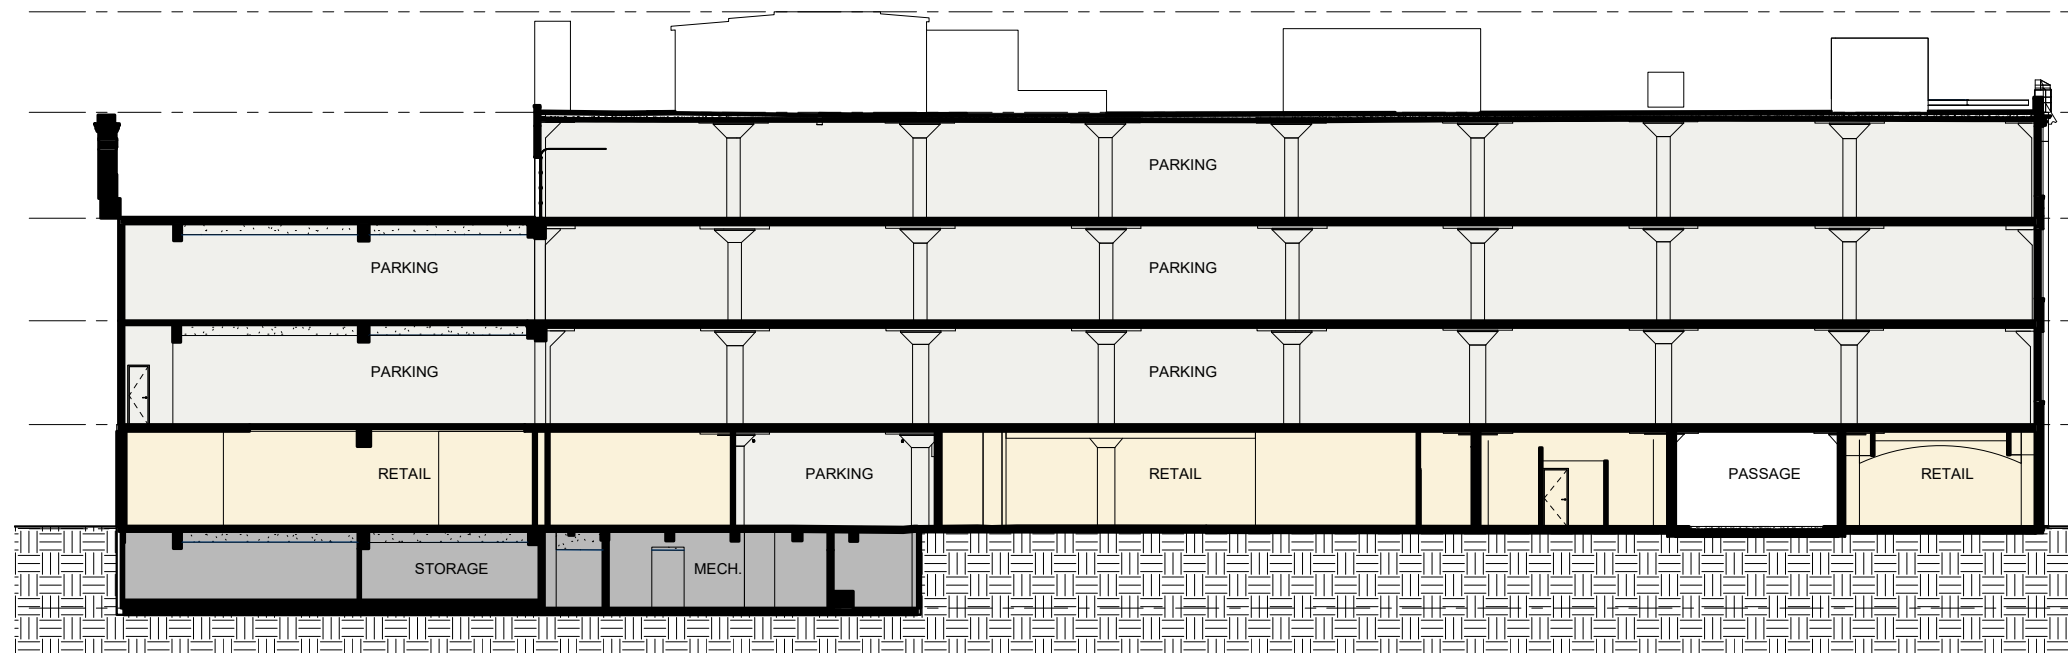 PARKING
PARKING
PARKING
PARKING
PARKING
RETAIL
PARKING
RETAIL
PASSAGE
RETAIL
STORAGE
MECH.